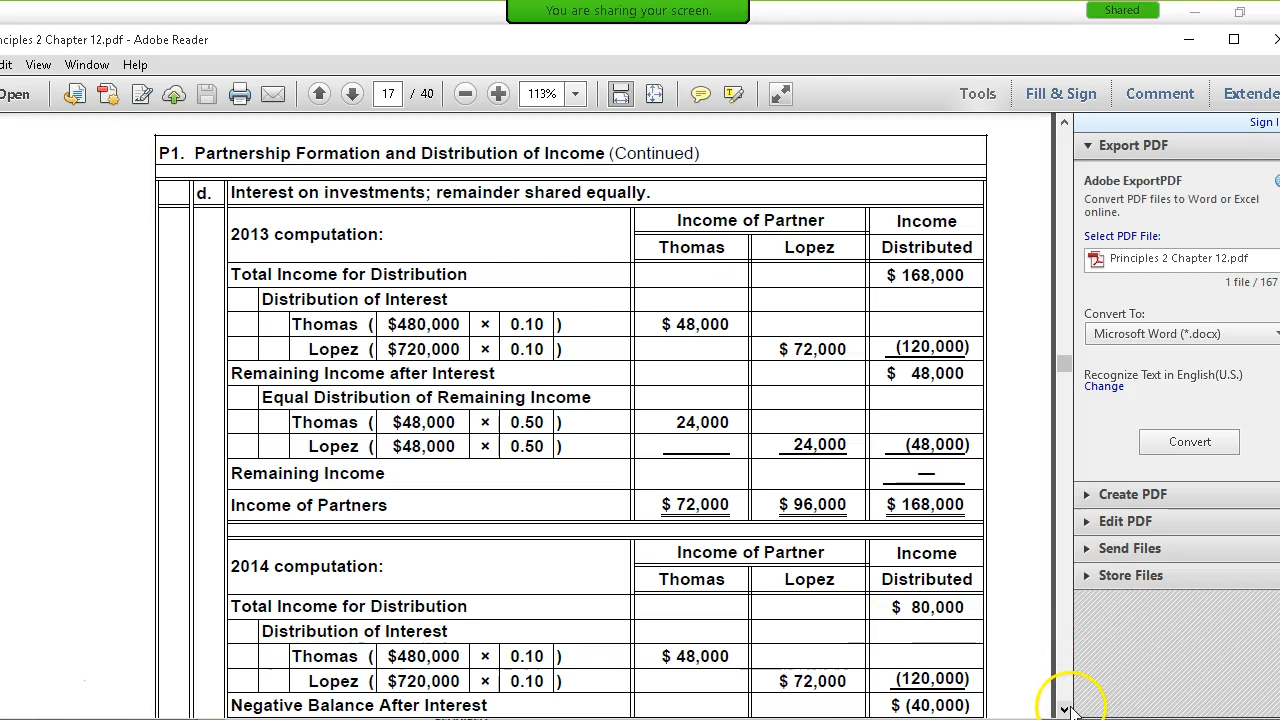 You are sharing your screen.
Shared
nciples 2 Chapter 12.pdf - Adobe Reader
dit View Window Help
Open 17 / 40 113% Tools Fill & Sign Comment Extende
Sign I
P1. Partnership Formation and Distribution of Income (Continued)
d. Interest on investments; remainder shared equally.
2013 computation: Income of Partner Income
Thomas Lopez Distributed
Total Income for Distribution $ 168,000
Distribution of Interest
Thomas ( $480,000 × 0.10 ) $ 48,000
Lopez ( $720,000 × 0.10 ) $ 72,000 (120,000)
Remaining Income after Interest $ 48,000
Equal Distribution of Remaining Income
Thomas ( $48,000 × 0.50 ) 24,000
Lopez ( $48,000 × 0.50 ) 24,000 (48,000)
Remaining Income —
Income of Partners $ 72,000 $ 96,000 $ 168,000
2014 computation: Income of Partner Income
Thomas Lopez Distributed
Total Income for Distribution $ 80,000
Distribution of Interest
Thomas ( $480,000 × 0.10 ) $ 48,000
Lopez ( $720,000 × 0.10 ) $ 72,000 (120,000)
Negative Balance After Interest $ (40,000)
Export PDF
Adobe ExportPDF
Convert PDF files to Word or Excel
online.
Select PDF File:
Principles 2 Chapter 12.pdf
1 file / 167
Convert To:
Microsoft Word (*.docx)
Recognize Text in English(U.S.)
Change
Convert
Create PDF
Edit PDF
Send Files
Store Files